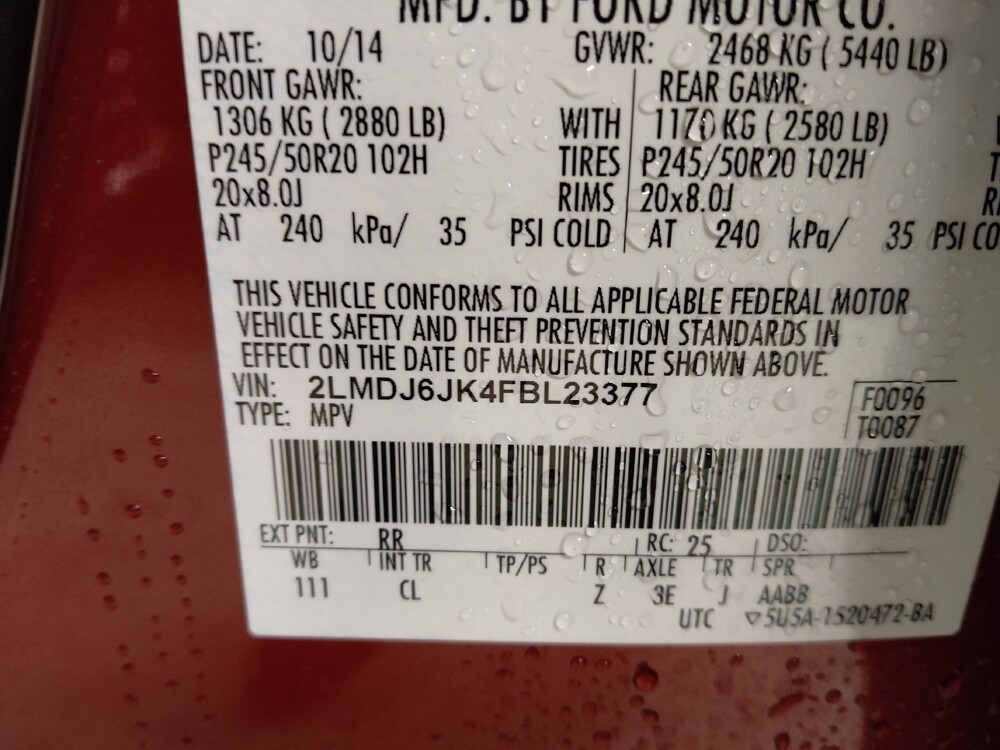 MFD. BY FORD MOTOR CO.
DATE: 10/14 GVWR: 2468 KG ( 5440 LB)
FRONT GAWR: REAR GAWR:
1306 KG ( 2880 LB) WITH 1170 KG ( 2580 LB)
P245/50R20 102H TIRES P245/50R20 102H
20x8.0J RIMS 20x8.0J
AT 240 kPa/ 35 PSI COLD AT 240 kPa/ 35 PSI CO
THIS VEHICLE CONFORMS TO ALL APPLICABLE FEDERAL MOTOR
VEHICLE SAFETY AND THEFT PREVENTION STANDARDS IN
EFFECT ON THE DATE OF MANUFACTURE SHOWN ABOVE.
VIN: 2LMDJ6JK4FBL23377
TYPE: MPV
F0096
T0087
EXT PNT: RR RC: 25 DSO:
WB INT TR TP/PS R AXLE TR SPR
111 CL Z 3E J AABB
UTC ▽5U5A-1520472-BA